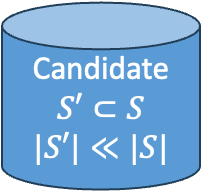 Candidate
S′ ⊂ S
|S′| ≪ |S|